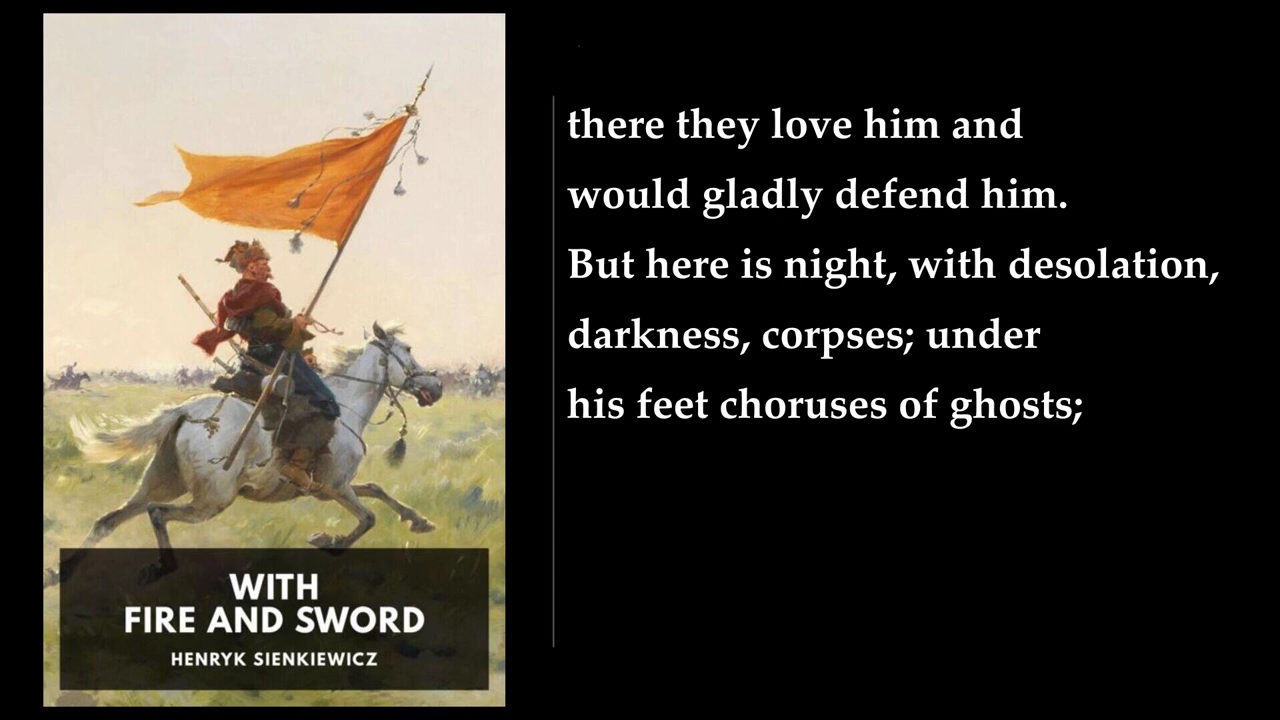 WITH
FIRE AND SWORD
HENRYK SIENKIEWICZ
there they love him and
would gladly defend him.
But here is night, with desolation,
darkness, corpses; under
his feet choruses of ghosts;